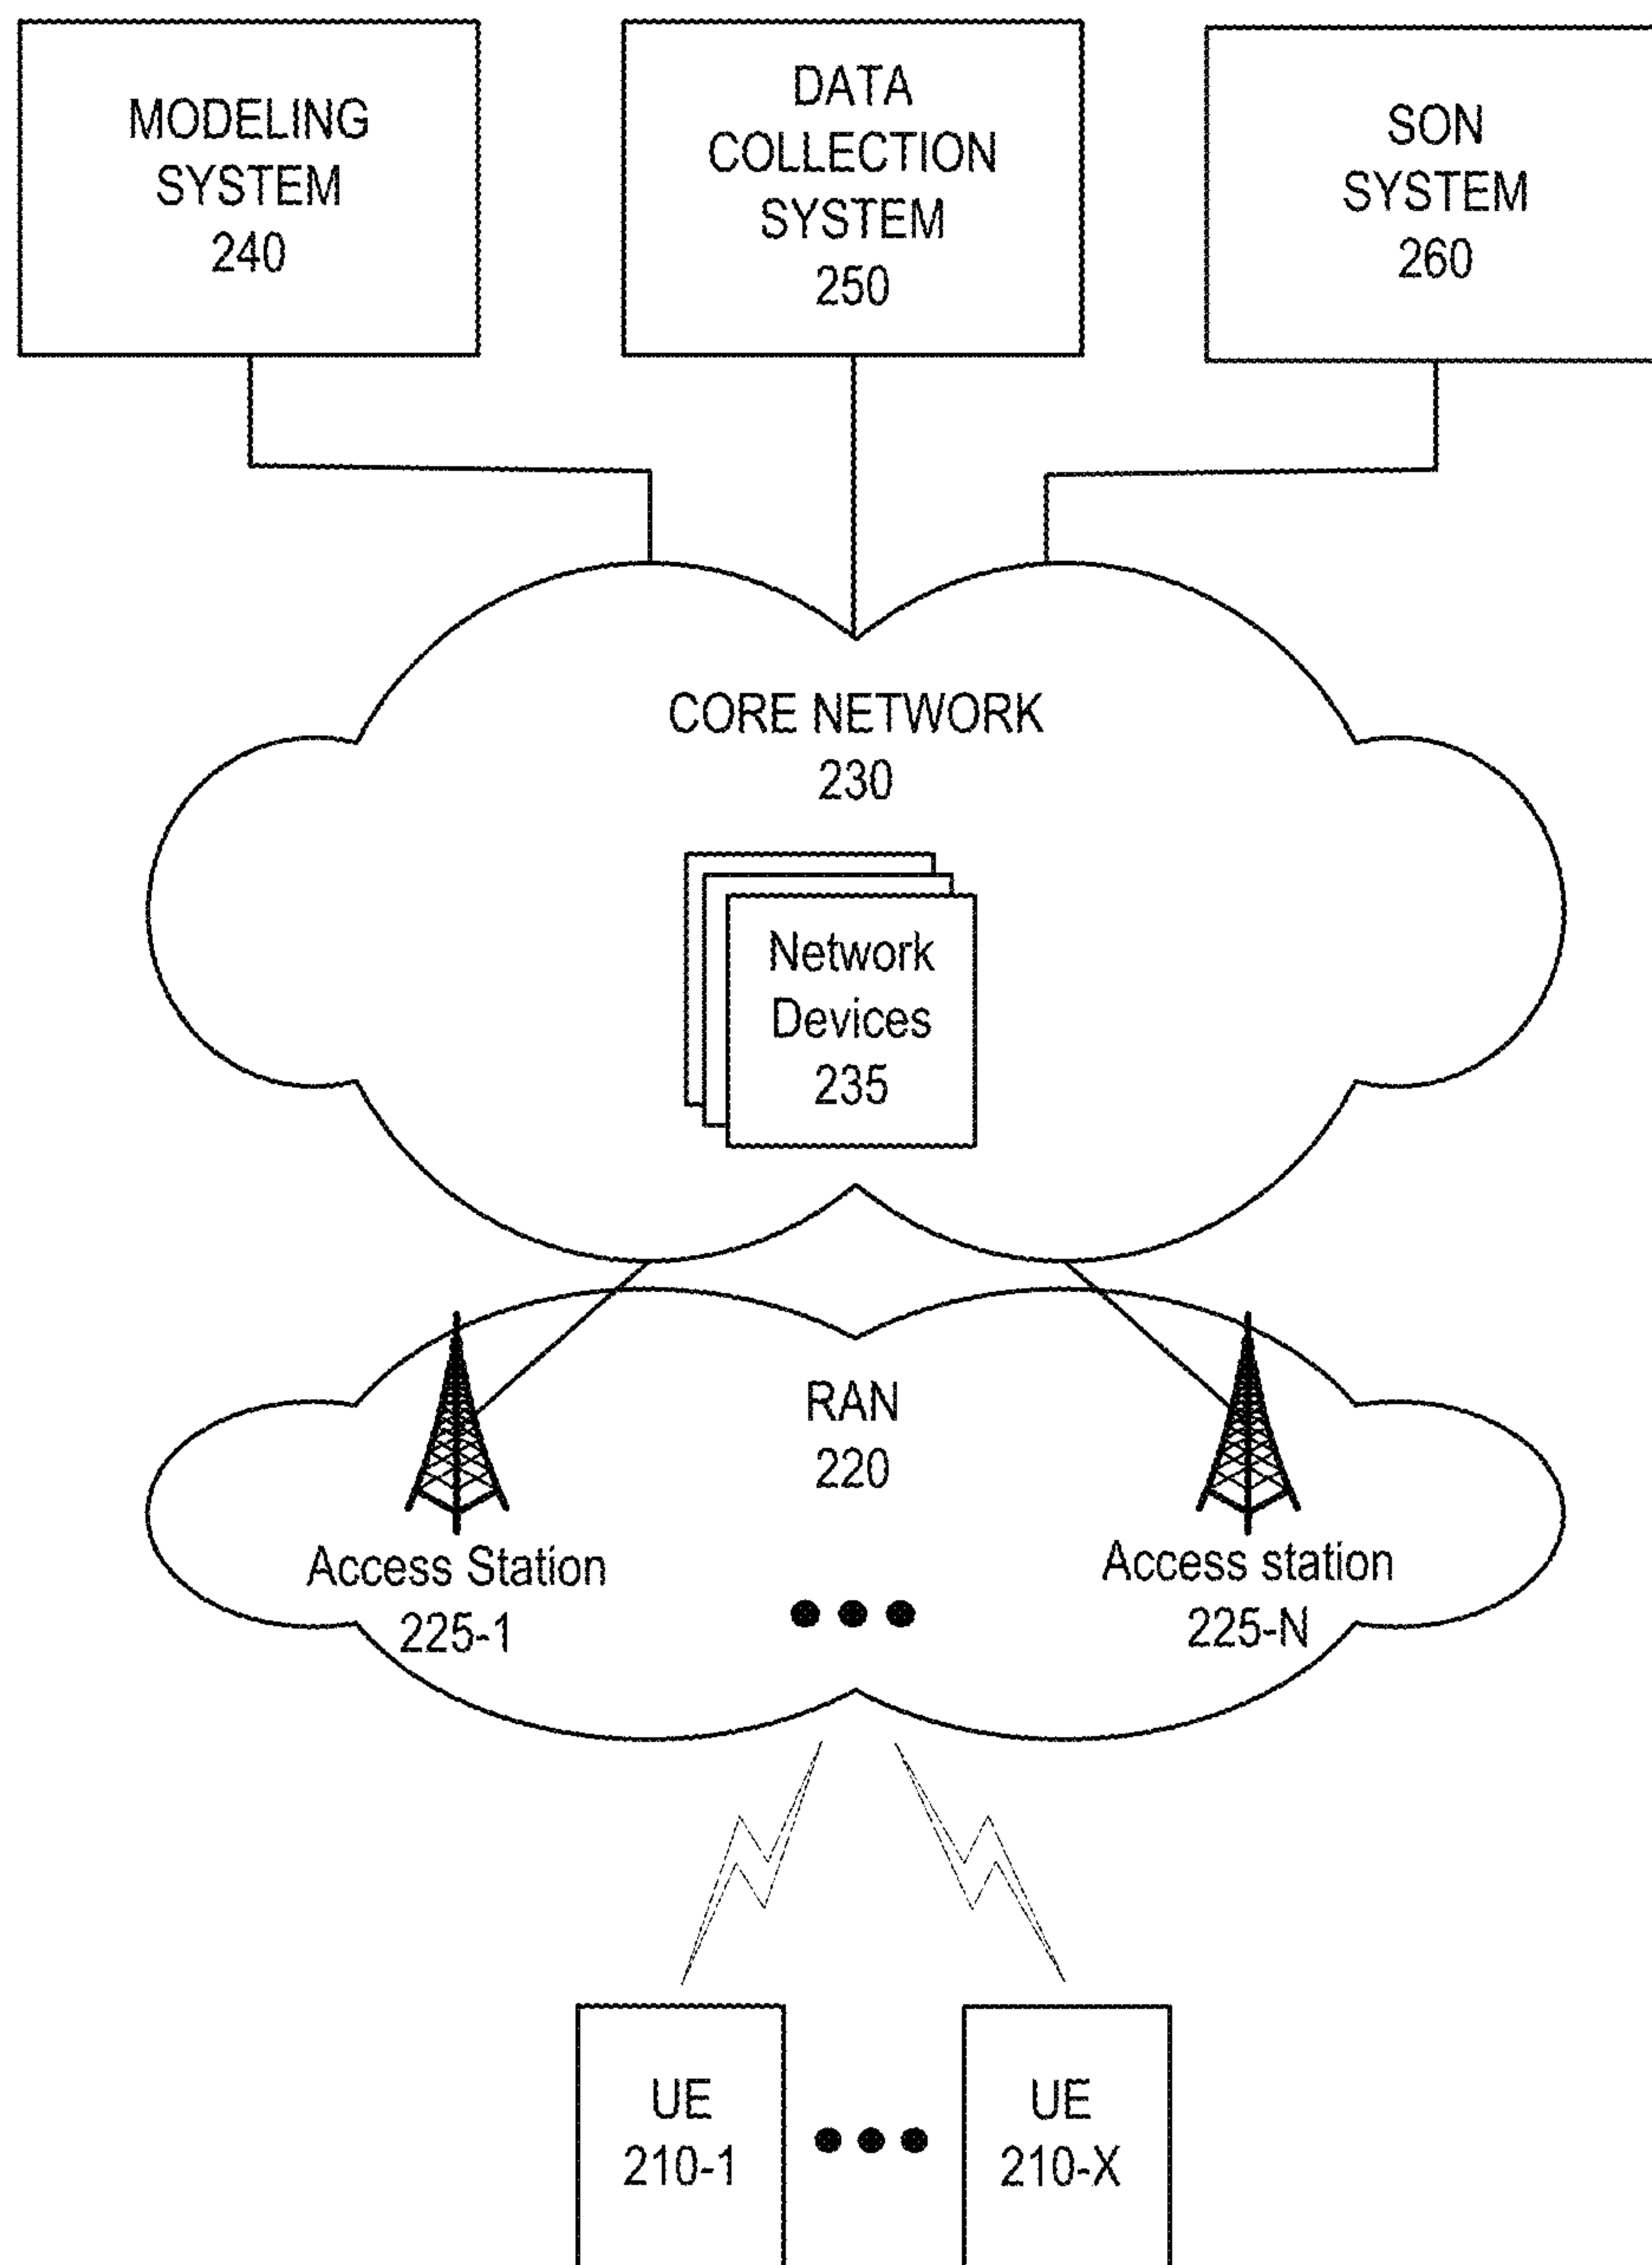 MODELING
SYSTEM
240
DATA
COLLECTION
SYSTEM
250
SON
SYSTEM
260
CORE NETWORK
230
Network
Devices
235
RAN
220
Access Station
225-1
Access station
225-N
UE
210-1
UE
210-X